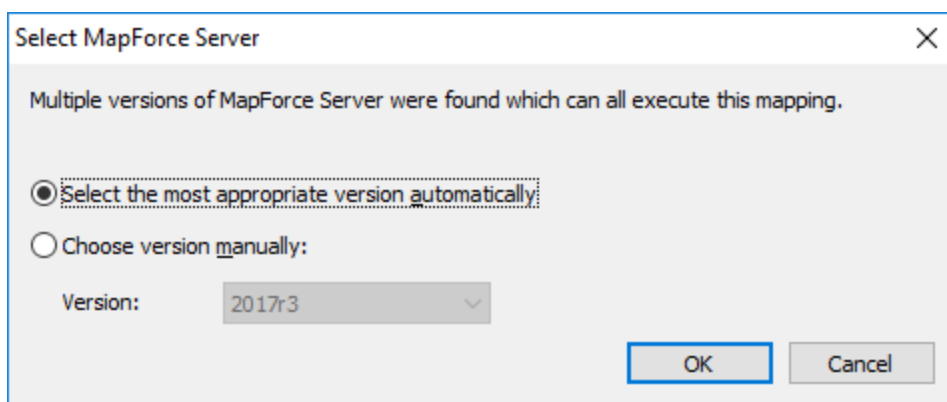 Select MapForce Server
Multiple versions of MapForce Server were found which can all execute this mapping.
Select the most appropriate version automatically
Choose version manually:
Version: 2017r3
OK Cancel